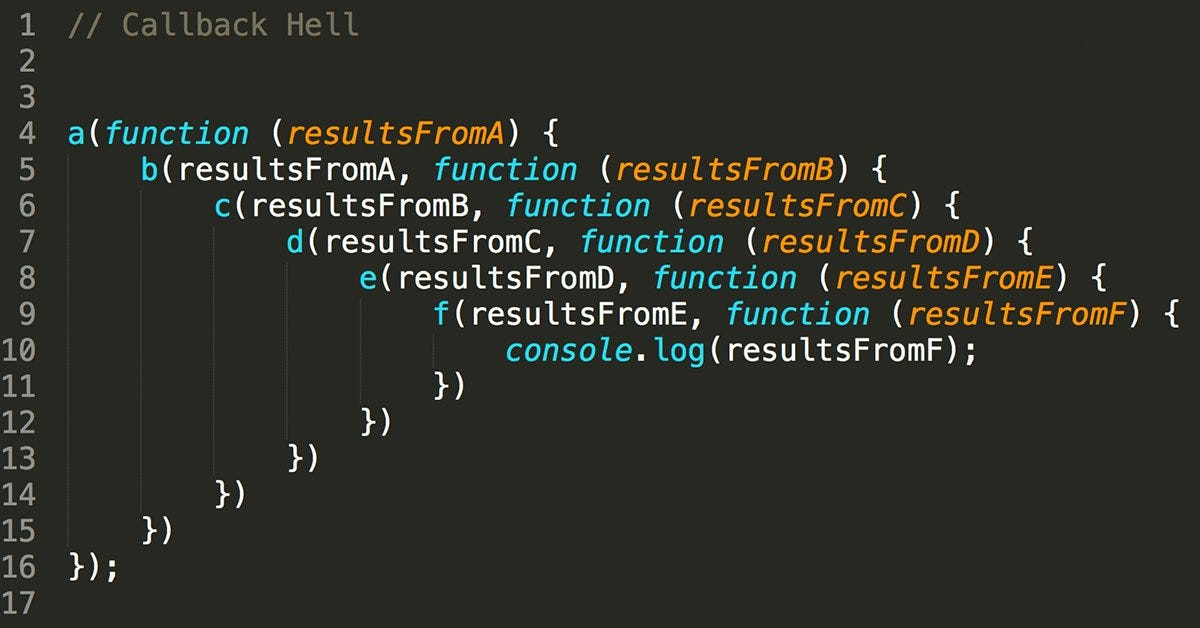 1 // Callback Hell
2
3
4 a(function (resultsFromA) {
5     b(resultsFromA, function (resultsFromB) {
6         c(resultsFromB, function (resultsFromC) {
7             d(resultsFromC, function (resultsFromD) {
8                 e(resultsFromD, function (resultsFromE) {
9                     f(resultsFromE, function (resultsFromF) {
10                         console.log(resultsFromF);
11                     })
12                 })
13             })
14         })
15     })
16 });
17